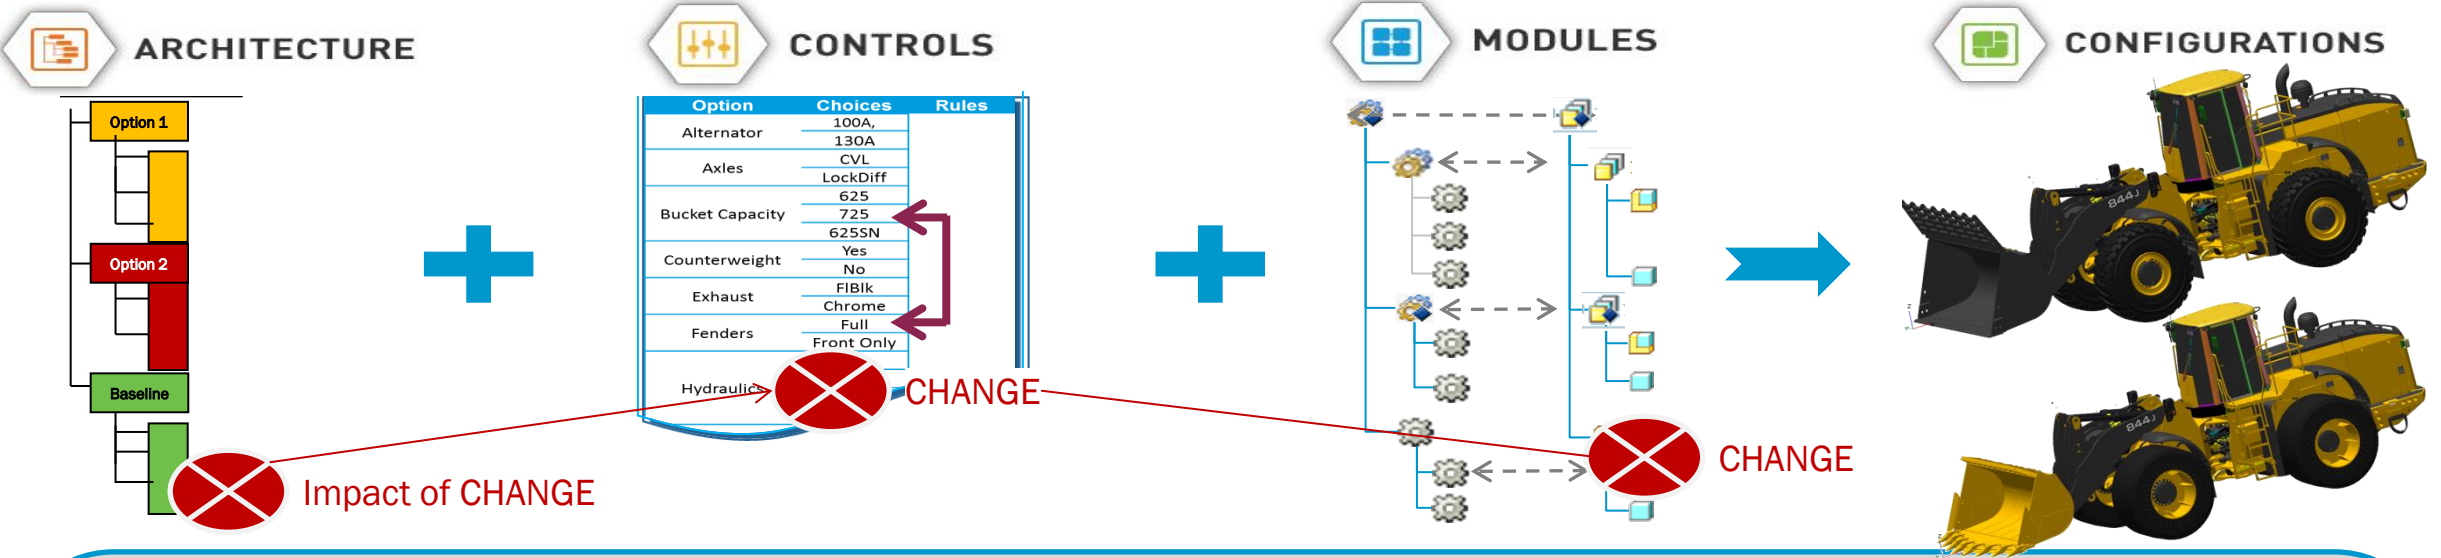 ARCHITECTURE
CONTROLS
MODULES
CONFIGURATIONS
Option 1
Option 2
Baseline
Impact of CHANGE
Option Choices Rules
Alternator
100A,
130A
Axles
CVL
LockDiff
Bucket Capacity
625
725
625SN
Counterweight
Yes
No
Exhaust
FlBlk
Chrome
Fenders
Full
Front Only
Hydraulics
CHANGE
CHANGE
844J
844J